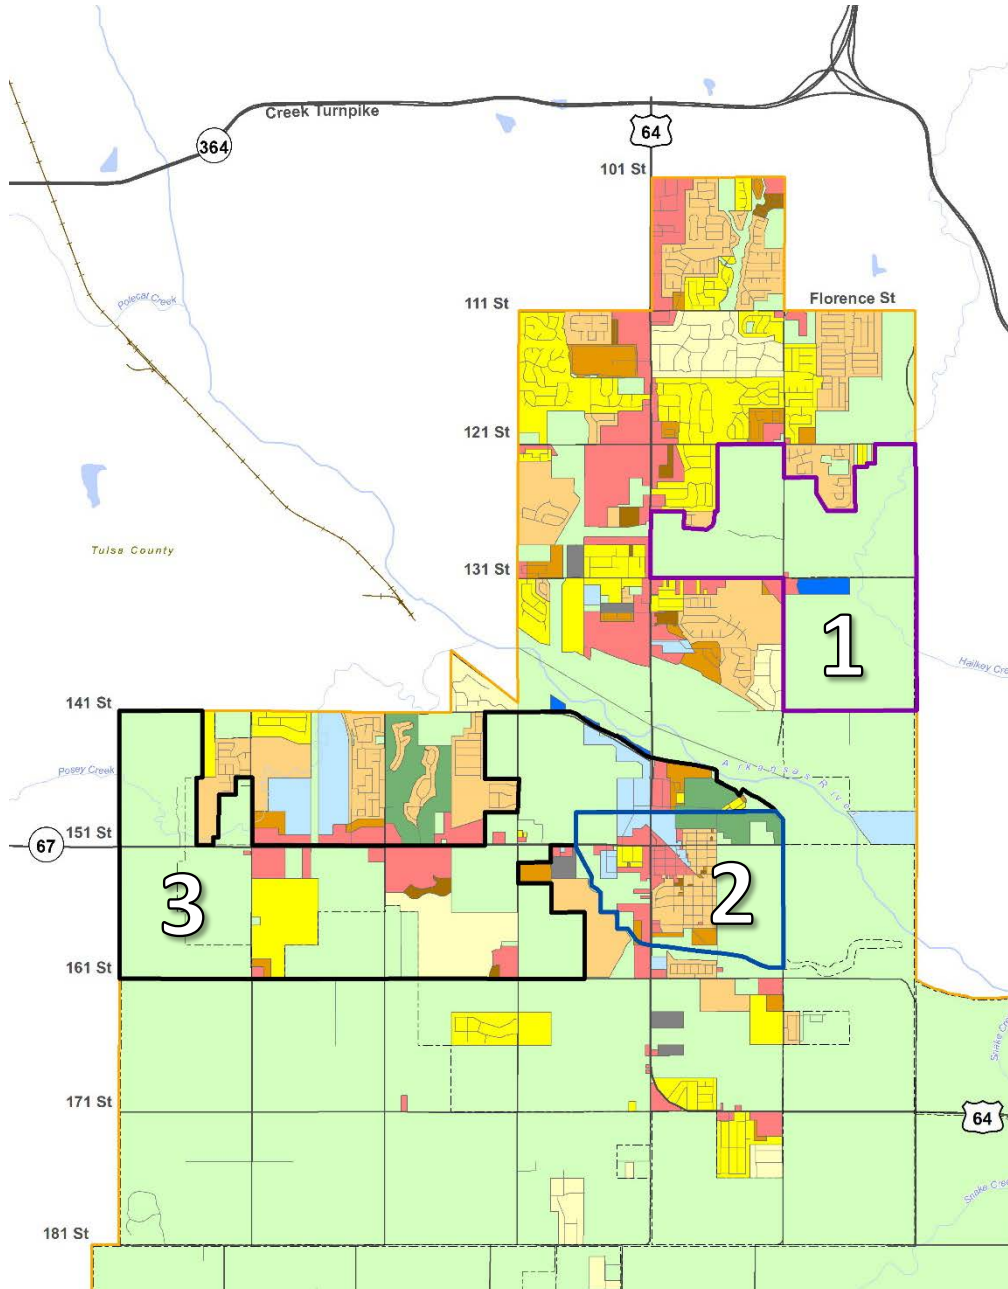 Creek Turnpike
364
64
101 St
Polecat Creek
111 St
Florence St
121 St
Tulsa County
131 St
1
Haikey Cre
141 St
Posey Creek
Arkansas River
151 St
67
2
3
161 St
Snake Cre
171 St
64
Snake Cree
181 St